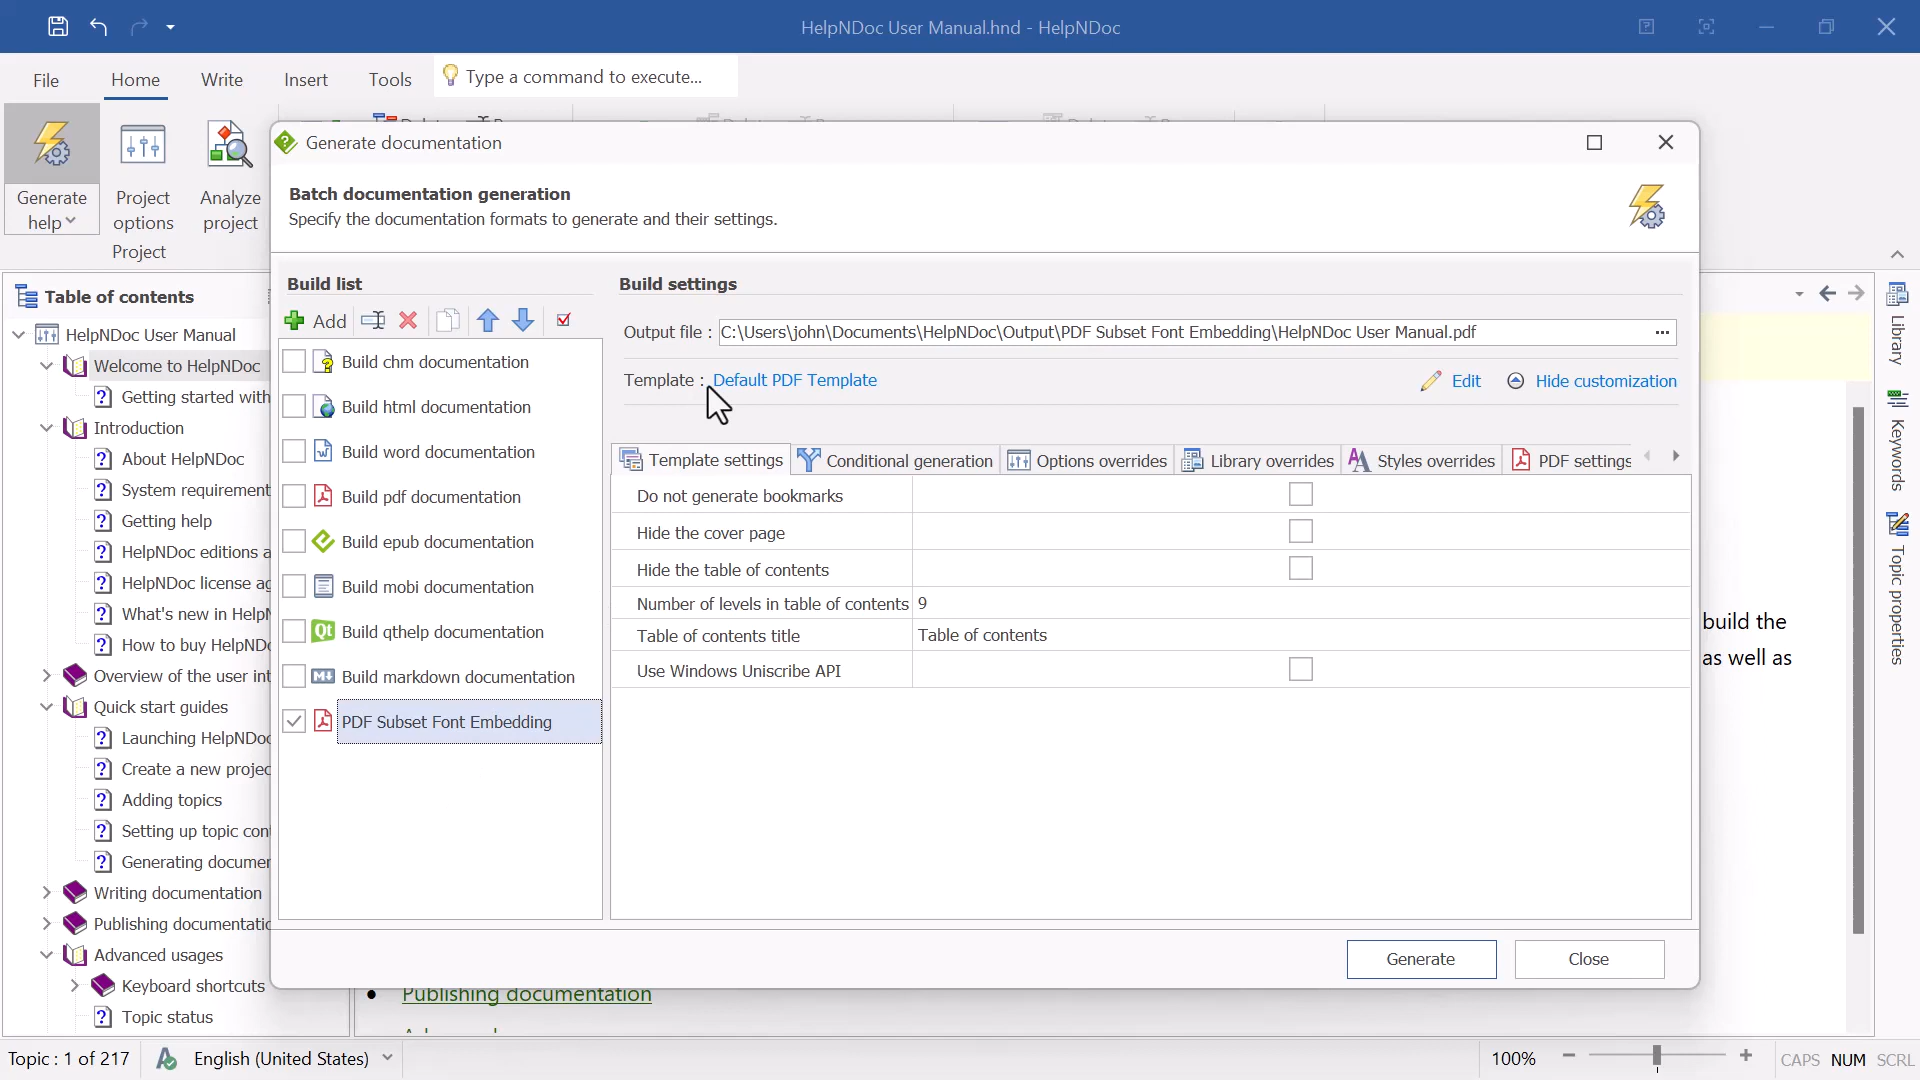 HelpNDoc User Manual.hnd - HelpNDoc
File
Home
Write
Insert
Tools
Type a command to execute...
Generate help
Project options
Analyze project
Project
Generate documentation
Batch documentation generation
Specify the documentation formats to generate and their settings.
Build list
Add
Build chm documentation
Build html documentation
Build word documentation
Build pdf documentation
Build epub documentation
Build mobi documentation
Qt Build qthelp documentation
Build markdown documentation
PDF Subset Font Embedding
Build settings
Output file : C:\Users\john\Documents\HelpNDoc\Output\PDF Subset Font Embedding\HelpNDoc User Manual.pdf ...
Template : Default PDF Template
Edit
Hide customization
Template settings
Conditional generation
Options overrides
Library overrides
Styles overrides
PDF settings
Do not generate bookmarks
Hide the cover page
Hide the table of contents
Number of levels in table of contents 9
Table of contents title Table of contents
Use Windows Uniscribe API
Generate
Close
Table of contents
HelpNDoc User Manual
Welcome to HelpNDoc
Getting started with
Introduction
About HelpNDoc
System requirement
Getting help
HelpNDoc editions a
HelpNDoc license ag
What's new in Help
How to buy HelpND
Overview of the user int
Quick start guides
Launching HelpNDo
Create a new projec
Adding topics
Setting up topic con
Generating documen
Writing documentation
Publishing documentatio
Advanced usages
Keyboard shortcuts
Topic status
build the
as well as
Publishing documentation
Library
Keywords
Topic properties
Topic : 1 of 217
English (United States)
100%
CAPS
NUM
SCRL